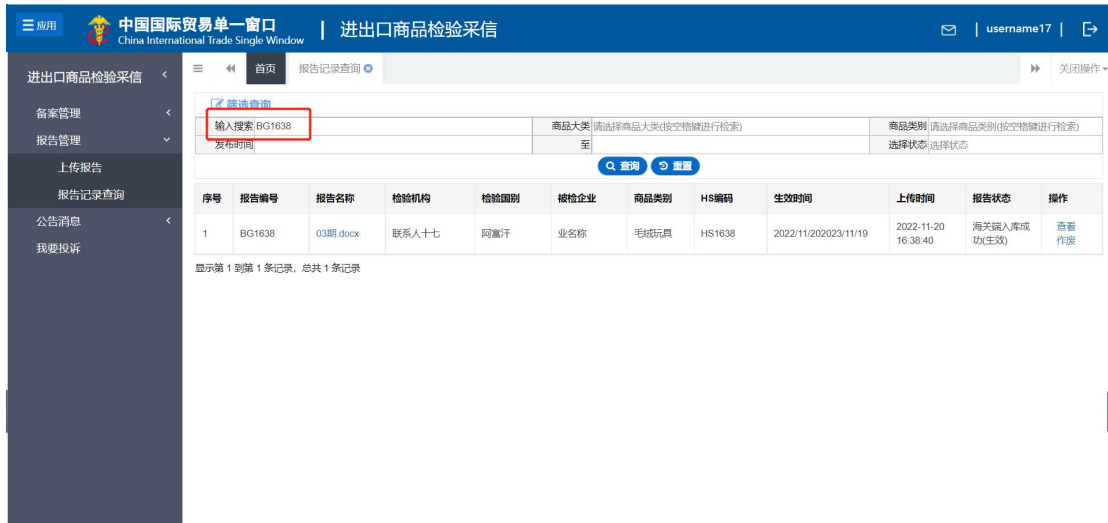 应用
中国国际贸易单一窗口
China International Trade Single Window
进出口商品检验采信
username17
进出口商品检验采信
备案管理
报告管理
上传报告
报告记录查询
公告消息
我要投诉
首页
报告记录查询
关闭操作
筛选查询
输入搜索 BG1638 商品大类 请选择商品大类(按空格键进行检索) 商品类别 请选择商品类别(按空格键进行检索)
发布时间 至 选择状态 选择状态
查询 重置
序号 报告编号 报告名称 检验机构 检验国别 被检企业 商品类别 HS编码 生效时间 上传时间 报告状态 操作
1 BG1638 03期.docx 联系人十七 阿富汗 业名称 毛绒玩具 HS1638 2022/11/202023/11/19 2022-11-20 海关端入库成 查看
16:38:40 功(生效) 作废
显示第 1 到第 1 条记录，总共 1 条记录